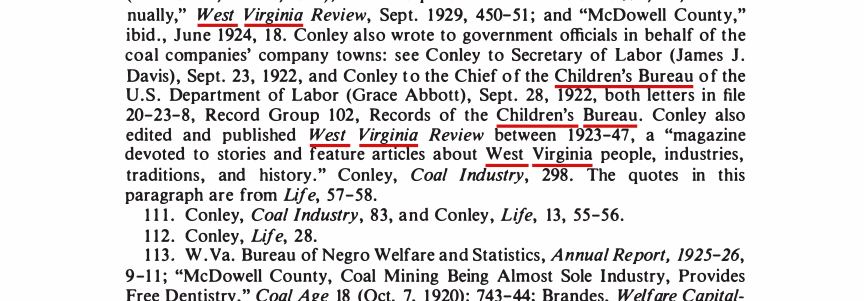 nually," West Virginia Review, Sept. 1929, 450-51; and "McDowell County,"
ibid., June 1924, 18. Conley also wrote to government officials in behalf of the
coal companies' company towns: see Conley to Secretary of Labor (James J.
Davis), Sept. 23, 1922, and Conley to the Chief of the Children's Bureau of the
U.S. Department of Labor (Grace Abbott), Sept. 28, 1922, both letters in file
20-23-8, Record Group 102, Records of the Children's Bureau. Conley also
edited and published West Virginia Review between 1923-47, a "magazine
devoted to stories and feature articles about West Virginia people, industries,
traditions, and history." Conley, Coal Industry, 298. The quotes in this
paragraph are from Life, 57-58.
111. Conley, Coal Industry, 83, and Conley, Life, 13, 55-56.
112. Conley, Life, 28.
113. W.Va. Bureau of Negro Welfare and Statistics, Annual Report, 1925-26,
9-11; "McDowell County, Coal Mining Being Almost Sole Industry, Provides
Free Dentistry," Coal Age 18 (Oct. 7, 1920): 743-44; Brandes, Welfare Capital-